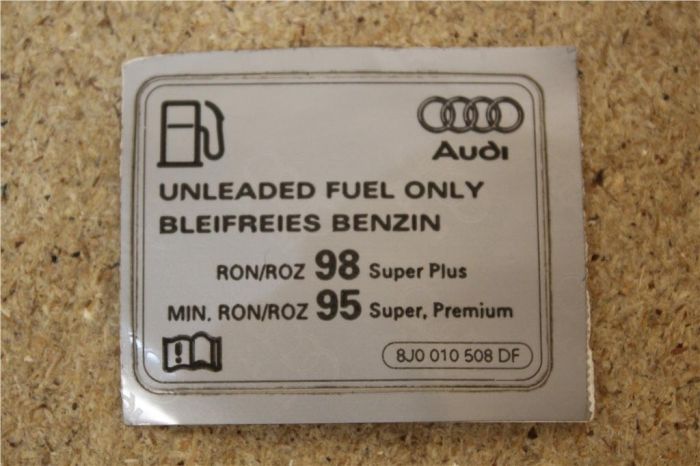 Audi
UNLEADED FUEL ONLY
BLEIFREIES BENZIN
RON/ROZ 98 Super Plus
MIN. RON/ROZ 95 Super, Premium
8J0 010 508 DF